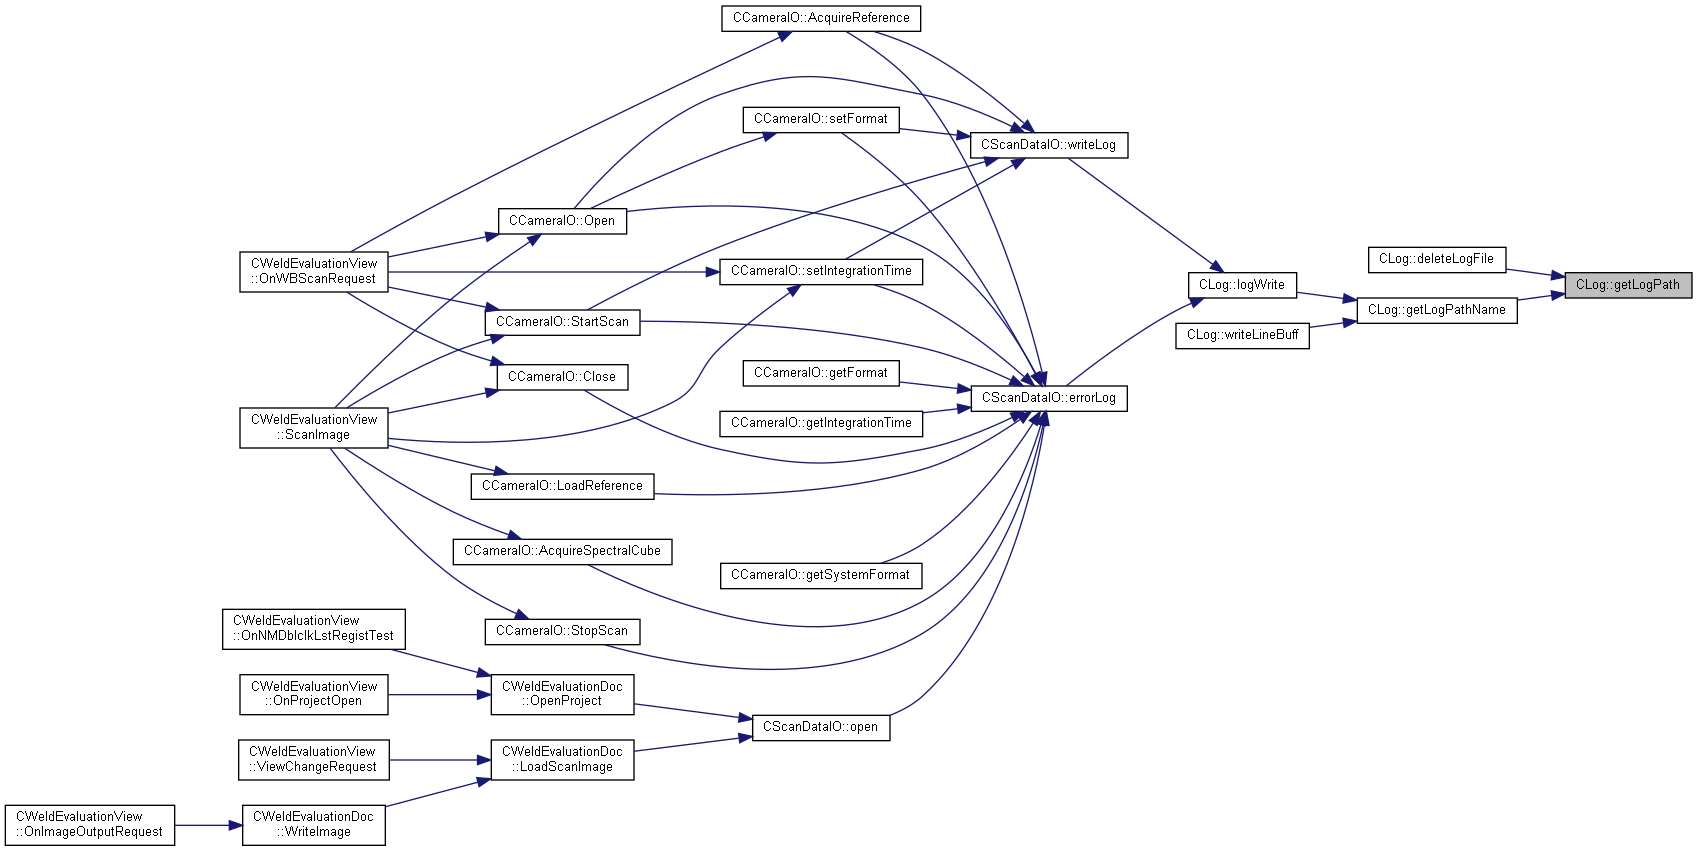 CCameraIO::AcquireReference
CCameraIO::setFormat
CScanDataIO::writeLog
CCameraIO::Open
CWeldEvaluationView
::OnWBScanRequest
CCameraIO::setIntegrationTime
CLog::deleteLogFile
CLog::logWrite
CLog::getLogPath
CLog::getLogPathName
CCameraIO::StartScan
CLog::writeLineBuff
CCameraIO::getFormat
CCameraIO::Close
CScanDataIO::errorLog
CWeldEvaluationView
::ScanImage
CCameraIO::getIntegrationTime
CCameraIO::LoadReference
CCameraIO::AcquireSpectralCube
CCameraIO::getSystemFormat
CWeldEvaluationView
::OnNMDblclkLstRegistTest
CCameraIO::StopScan
CWeldEvaluationView
::OnProjectOpen
CWeldEvaluationDoc
::OpenProject
CScanDataIO::open
CWeldEvaluationView
::ViewChangeRequest
CWeldEvaluationDoc
::LoadScanImage
CWeldEvaluationView
::OnImageOutputRequest
CWeldEvaluationDoc
::WriteImage